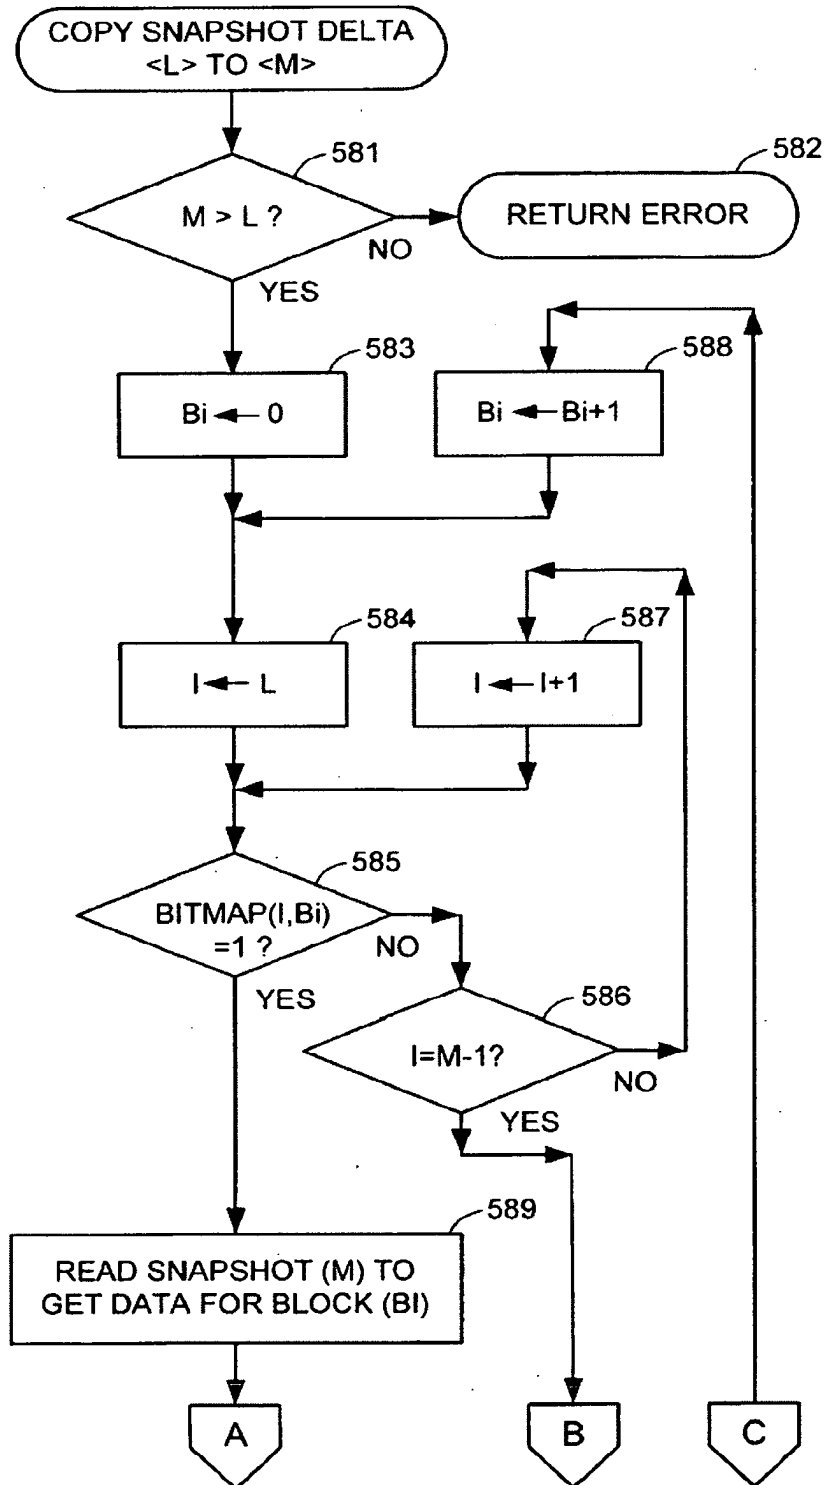 COPY SNAPSHOT DELTA
<L> TO <M>
581
M > L ?
NO
YES
582
RETURN ERROR
583
Bi ← 0
588
Bi ← Bi+1
584
I ← L
587
I ← I+1
585
BITMAP(I,Bi)
=1 ?
NO
YES
586
I=M-1?
NO
YES
589
READ SNAPSHOT (M) TO
GET DATA FOR BLOCK (BI)
A
B
C